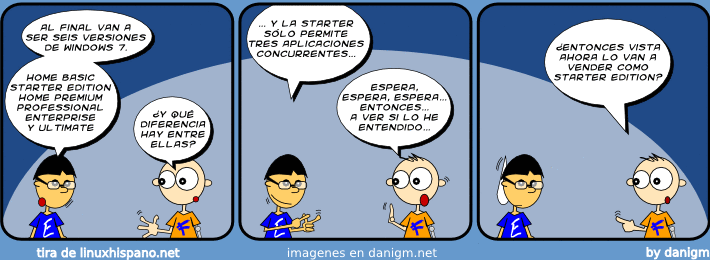 AL FINAL VAN A
SER SEIS VERSIONES
DE WINDOWS 7.
HOME BASIC
STARTER EDITION
HOME PREMIUM
PROFESSIONAL
ENTERPRISE
Y ULTIMATE
¿Y QUÉ
DIFERENCIA
HAY ENTRE
ELLAS?
E
F
... Y LA STARTER
SÓLO PERMITE
TRES APLICACIONES
CONCURRENTES...
ESPERA,
ESPERA, ESPERA...
ENTONCES...
A VER SI LO HE
ENTENDIDO...
E
F
¿ENTONCES VISTA
AHORA LO VAN A
VENDER COMO
STARTER EDITION?
E
F
tira de linuxhispano.net
imagenes en danigm.net
by danigm